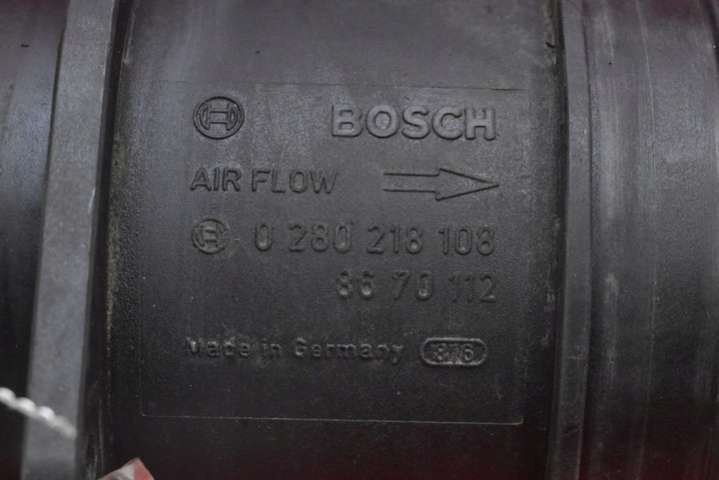 BOSCH
AIR FLOW
0 280 218 108
86 70 112
Made in Germany